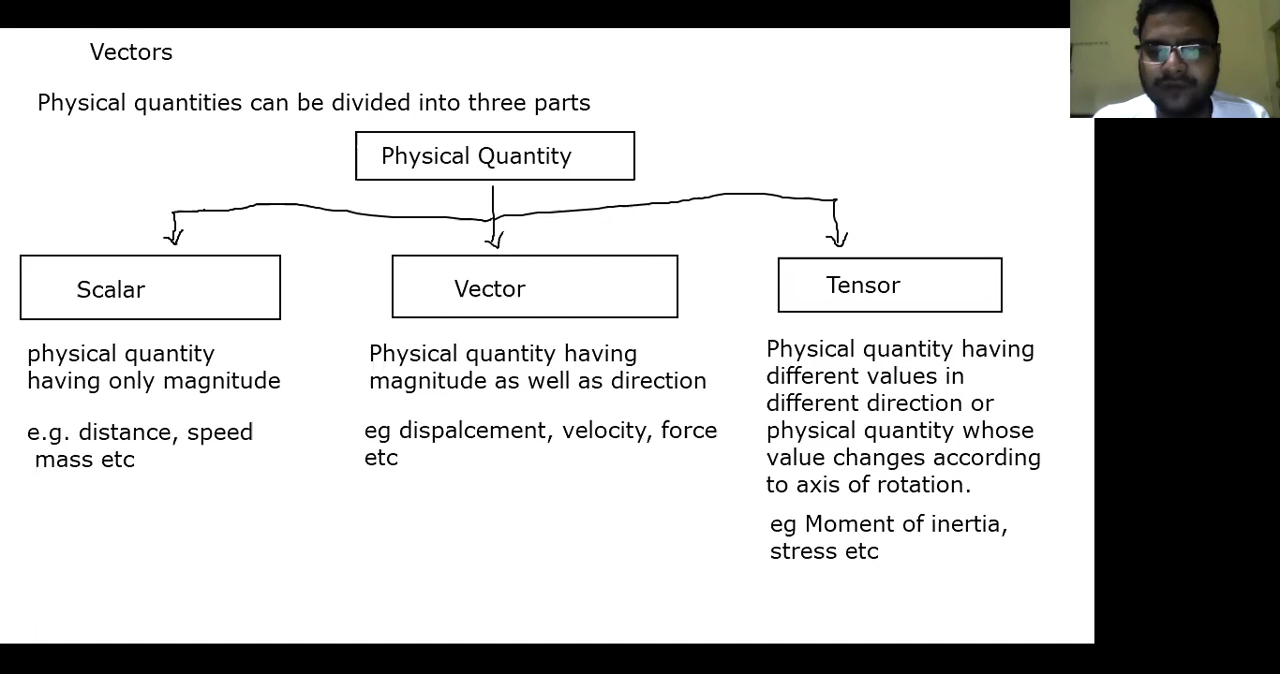 Vectors
Physical quantities can be divided into three parts
Physical Quantity
Scalar
Vector
Tensor
physical quantity
having only magnitude
e.g. distance, speed
mass etc
Physical quantity having
magnitude as well as direction
eg dispalcement, velocity, force
etc
Physical quantity having
different values in
different direction or
physical quantity whose
value changes according
to axis of rotation.
eg Moment of inertia,
stress etc